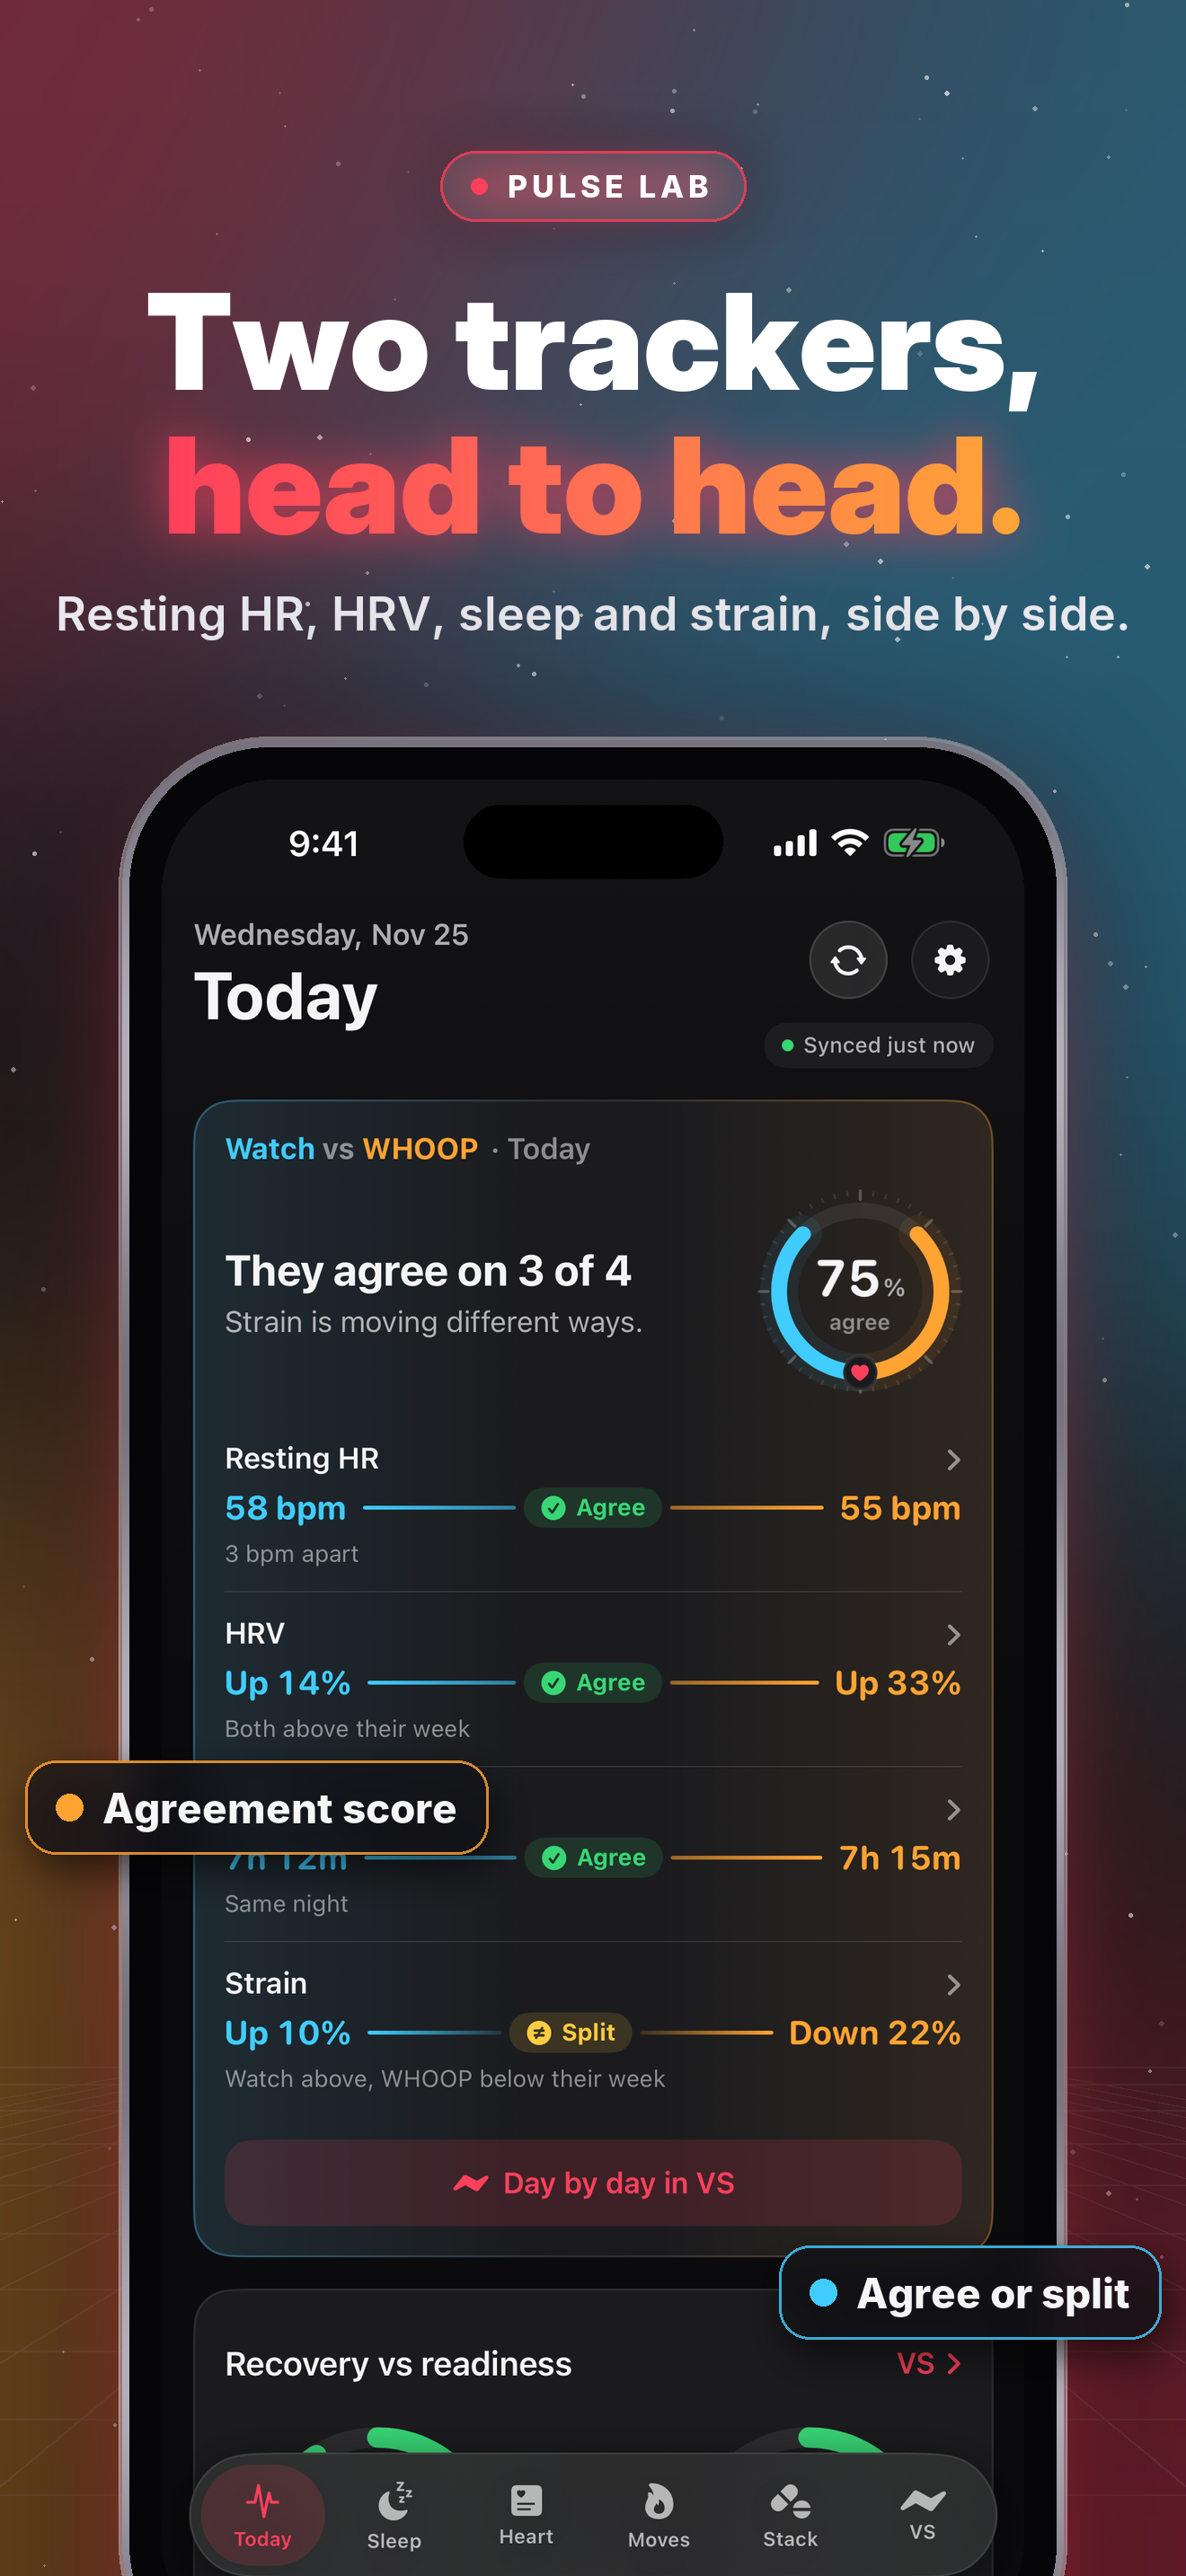 PULSE LAB
Two trackers,
head to head.
Resting HR, HRV, sleep and strain, side by side.
9:41
Wednesday, Nov 25
Today
Synced just now
Watch vs WHOOP · Today
They agree on 3 of 4
Strain is moving different ways.
75%
agree
Resting HR
58 bpm Agree 55 bpm
3 bpm apart
HRV
Up 14% Agree Up 33%
Both above their week
Agreement score
7h 12m Agree 7h 15m
Same night
Strain
Up 10% Split Down 22%
Watch above, WHOOP below their week
Day by day in VS
Agree or split
Recovery vs readiness VS
Today Sleep Heart Moves Stack VS